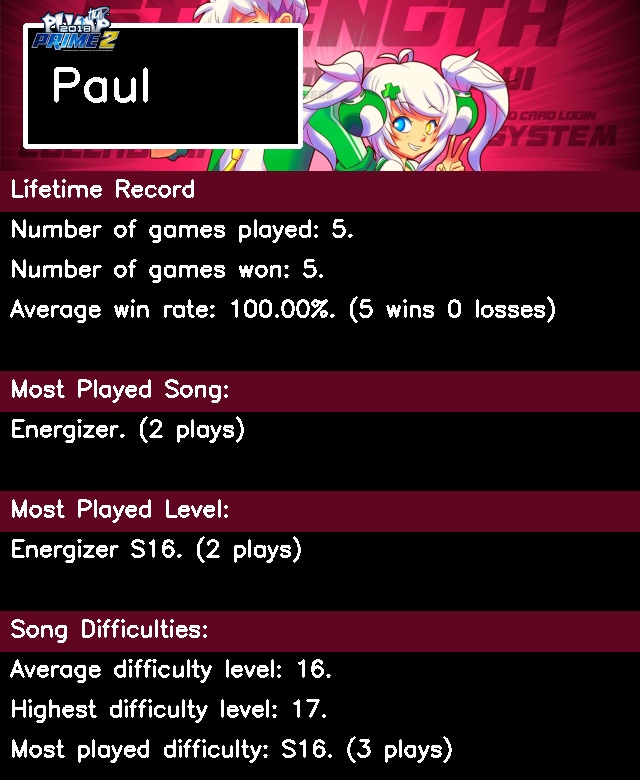 STRENGTH
PUMP IT UP
2018
PRIME 2
Paul
CARD LOGIN
SYSTEM
Lifetime Record
Number of games played: 5.
Number of games won: 5.
Average win rate: 100.00%. (5 wins 0 losses)
Most Played Song:
Energizer. (2 plays)
Most Played Level:
Energizer S16. (2 plays)
Song Difficulties:
Average difficulty level: 16.
Highest difficulty level: 17.
Most played difficulty: S16. (3 plays)